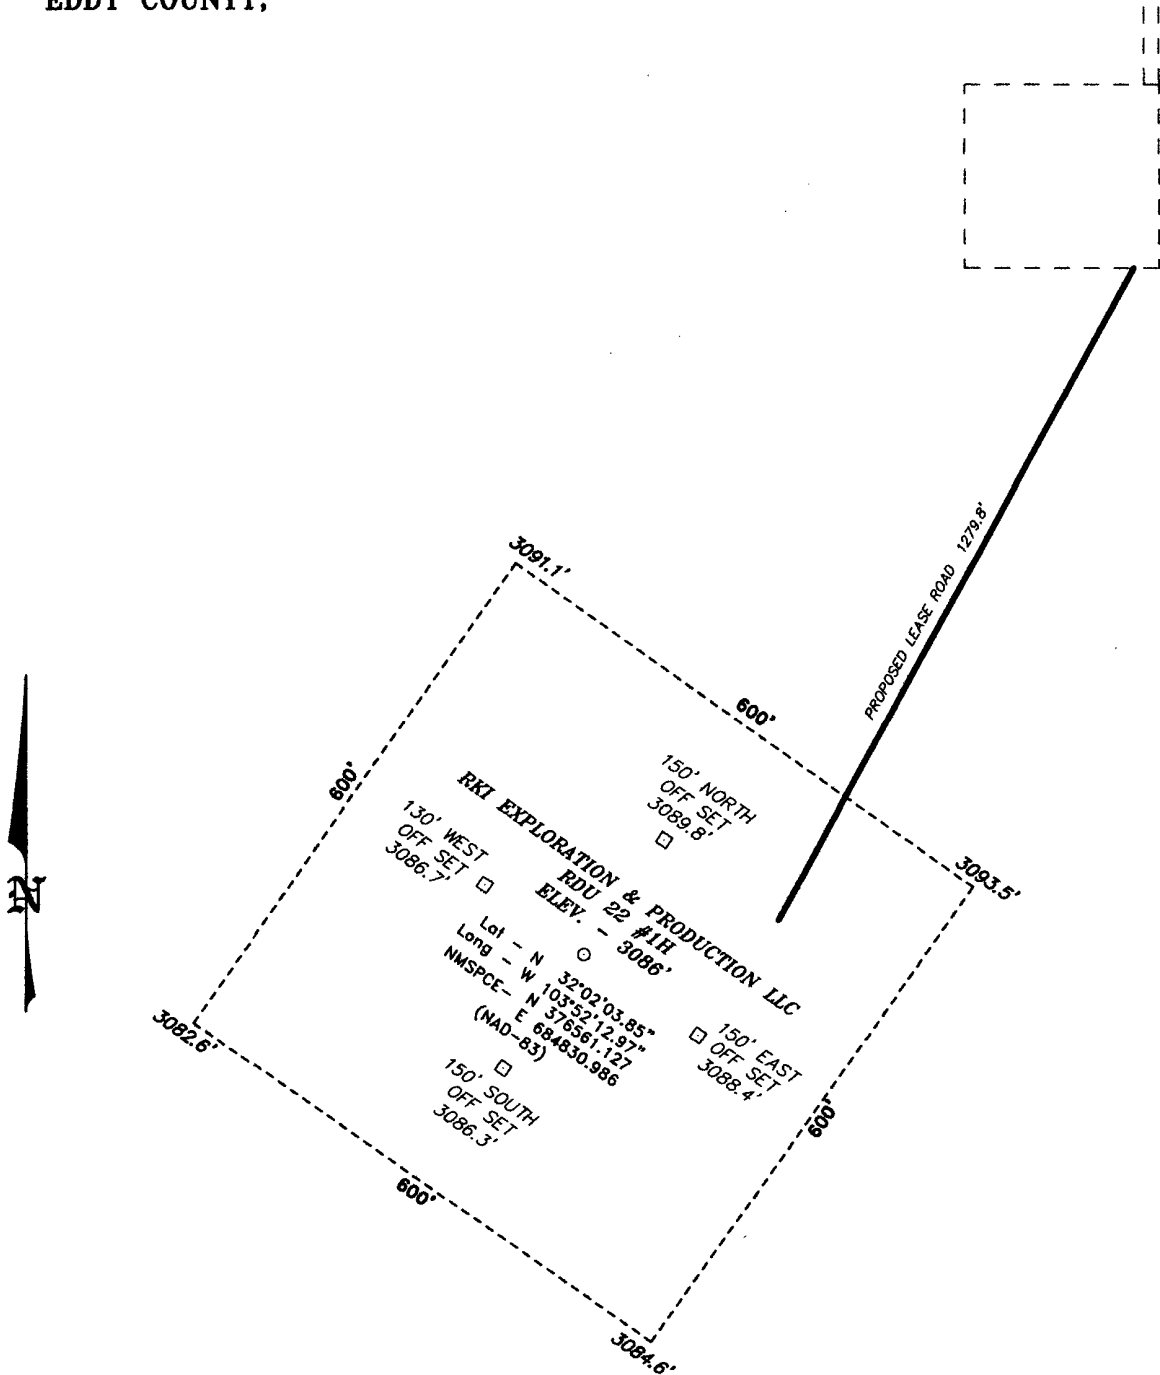 EDDY COUNTY,
3091.1'
PROPOSED LEASE ROAD 1279.8'
600'
600'
150' NORTH
OFF SET
3089.8'
130' WEST
OFF SET
3086.7'
RKI EXPLORATION & PRODUCTION LLC
RDU 22 #1H
ELEV. - 3086'
3093.5'
Lat - N 32°02'03.85"
Long - W 103°52'12.97"
NMSPCE- N 376561.127
E 684830.986
(NAD-83)
150' EAST
OFF SET
3088.4'
150' SOUTH
OFF SET
3086.3'
3082.6'
600'
600'
3084.6'
N